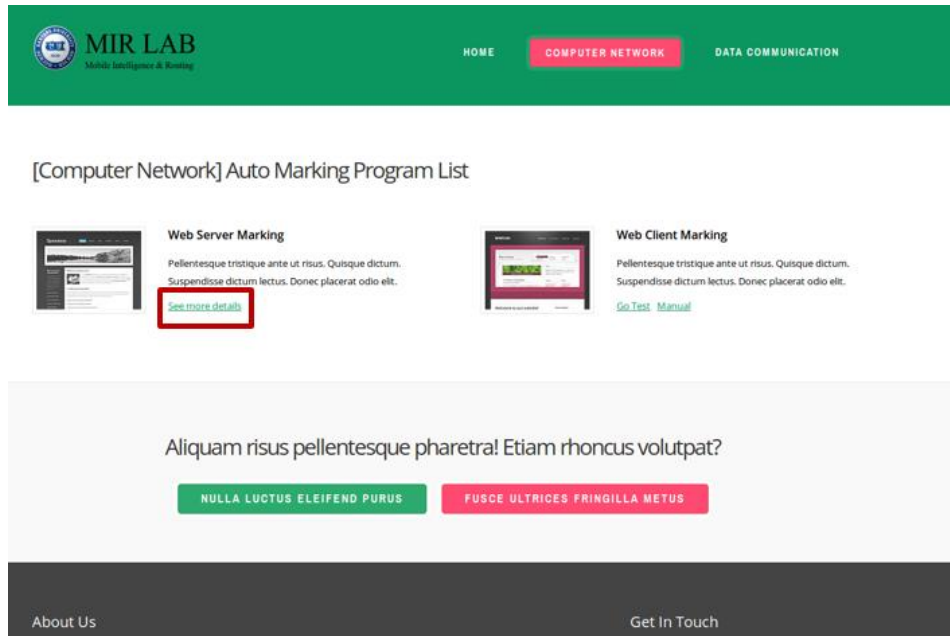 MIR LAB
Mobile Intelligence & Routing
HOME
COMPUTER NETWORK
DATA COMMUNICATION
[Computer Network] Auto Marking Program List
Web Server Marking
Pellentesque tristique ante ut risus. Quisque dictum.
Suspendisse dictum lectus. Donec placerat odio elit.
See more details
Web Client Marking
Pellentesque tristique ante ut risus. Quisque dictum.
Suspendisse dictum lectus. Donec placerat odio elit.
Go Test Manual
Aliquam risus pellentesque pharetra! Etiam rhoncus volutpat?
NULLA LUCTUS ELEIFEND PURUS
FUSCE ULTRICES FRINGILLA METUS
About Us
Get In Touch